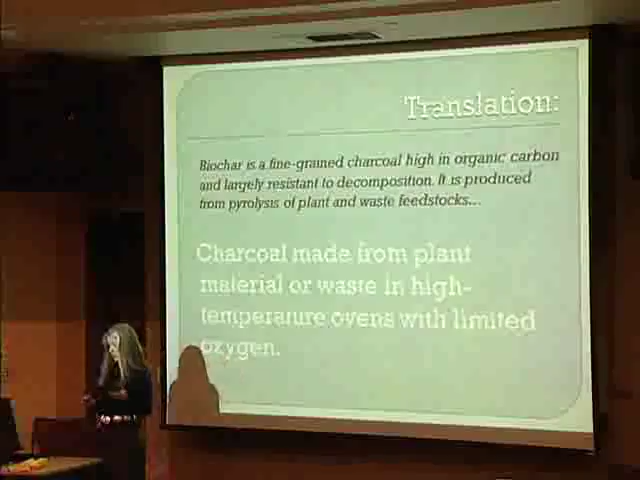 Translation:
Biochar is a fine-grained charcoal high in organic carbon
and largely resistant to decomposition. It is produced
from pyrolysis of plant and waste feedstocks...
Charcoal made from plant
material or waste in high-
temperature ovens with limited
oxygen.